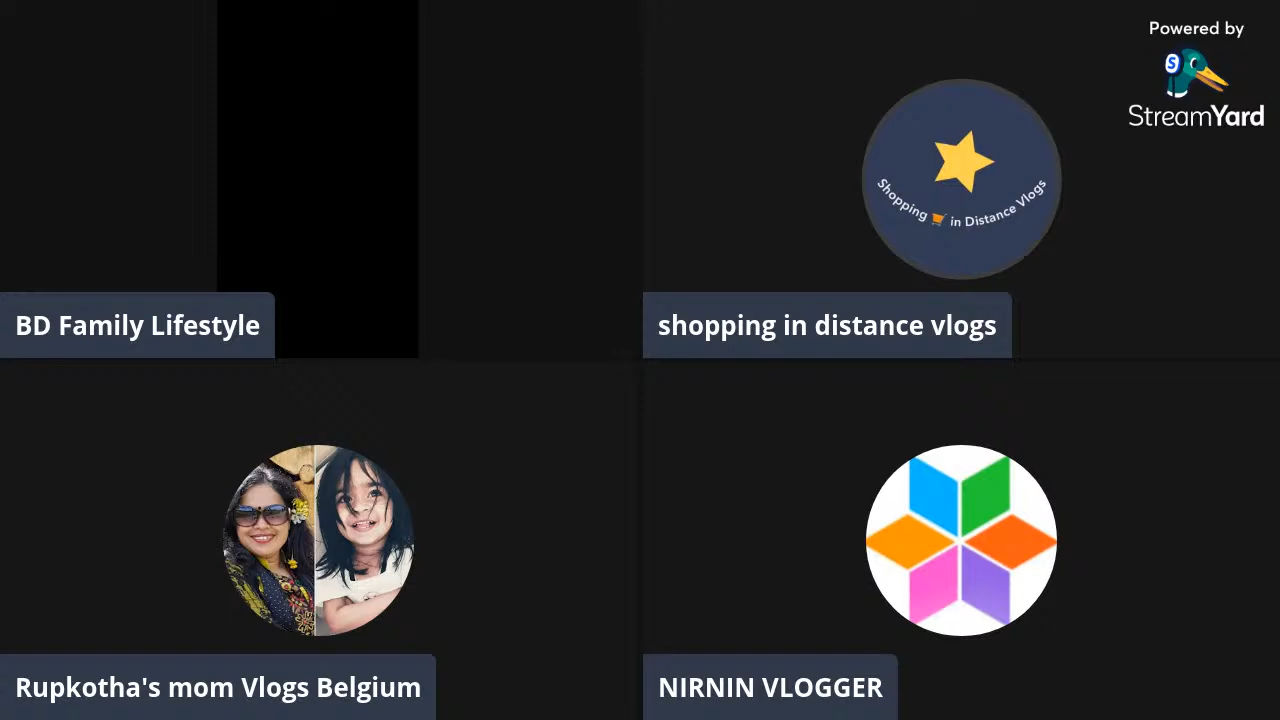 Powered by
StreamYard
Shopping 🛒 in Distance Vlogs
BD Family Lifestyle
shopping in distance vlogs
Rupkotha's mom Vlogs Belgium
NIRNIN VLOGGER